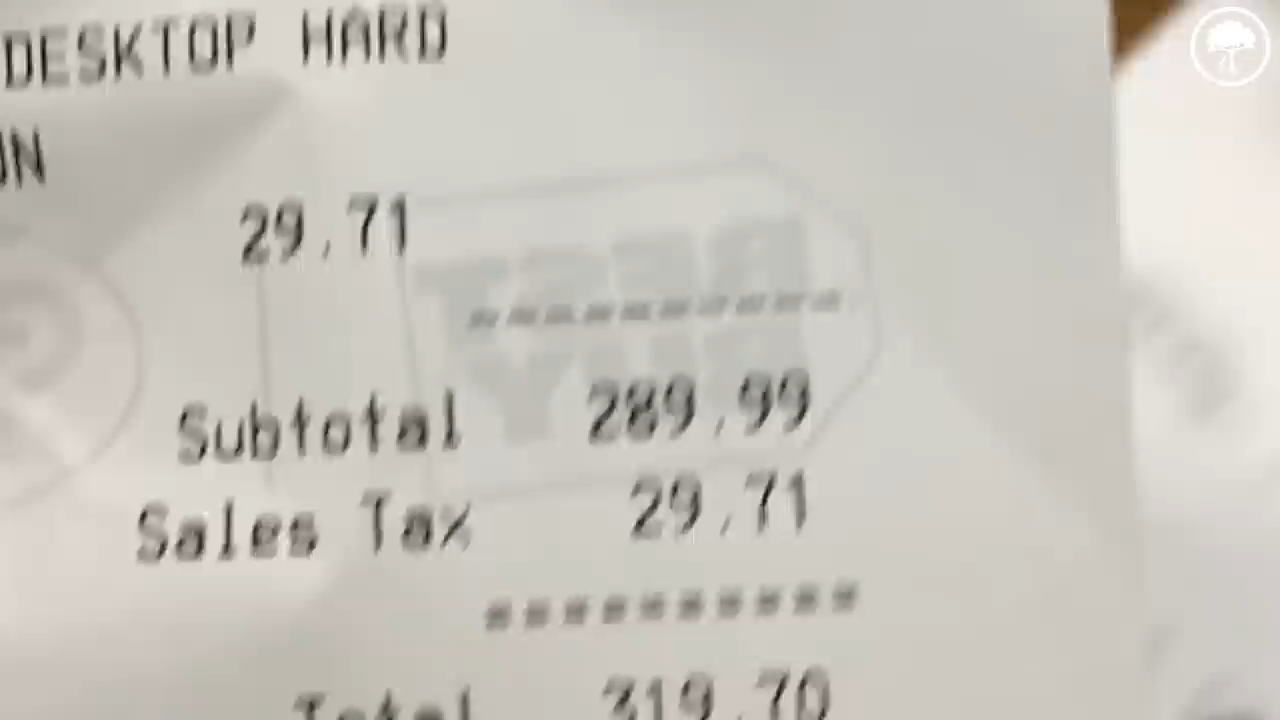 DESKTOP HARD
29.71
Subtotal 289.99
Sales Tax 29.71
Total 319.70